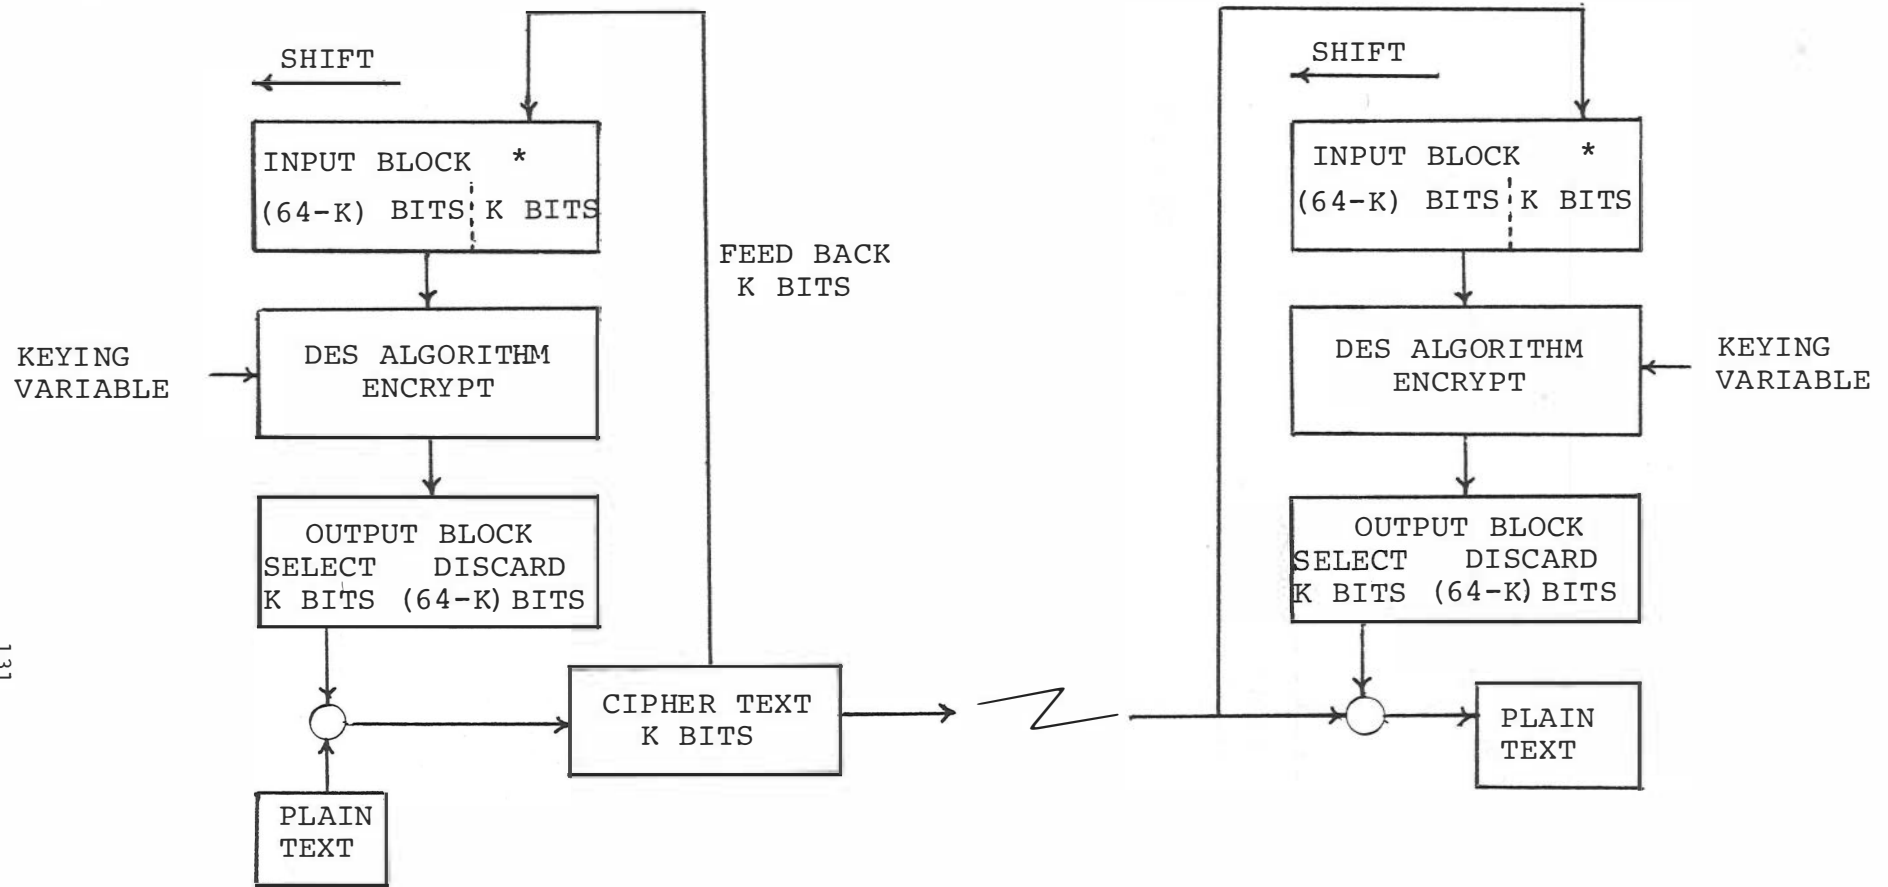 SHIFT
INPUT BLOCK *
(64-K) BITS K BITS
FEED BACK
K BITS
KEYING
VARIABLE
DES ALGORITHM
ENCRYPT
OUTPUT BLOCK
SELECT DISCARD
K BITS (64-K) BITS
CIPHER TEXT
K BITS
PLAIN
TEXT
131
SHIFT
INPUT BLOCK *
(64-K) BITS K BITS
DES ALGORITHM
ENCRYPT
KEYING
VARIABLE
OUTPUT BLOCK
SELECT DISCARD
K BITS (64-K) BITS
PLAIN
TEXT